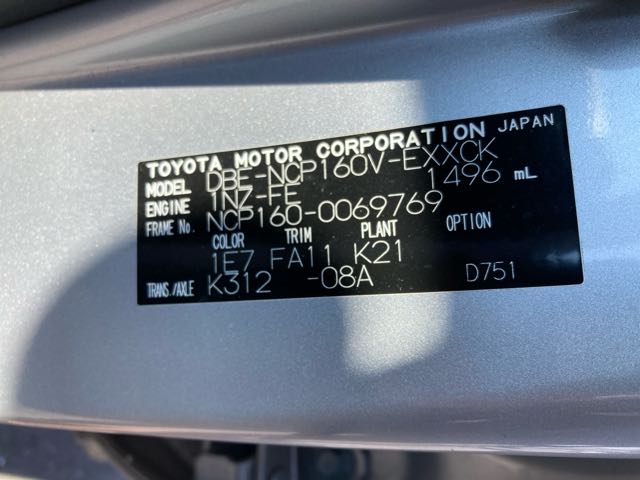 TOYOTA MOTOR CORPORATION JAPAN
MODEL DBE-NCP160V-EXXCK
ENGINE 1NZ-FE 1496 mL
FRAME No. NCP160-0069769
COLOR TRIM PLANT OPTION
1E7 FA11 K21
TRANS./AXLE K312 -08A D751